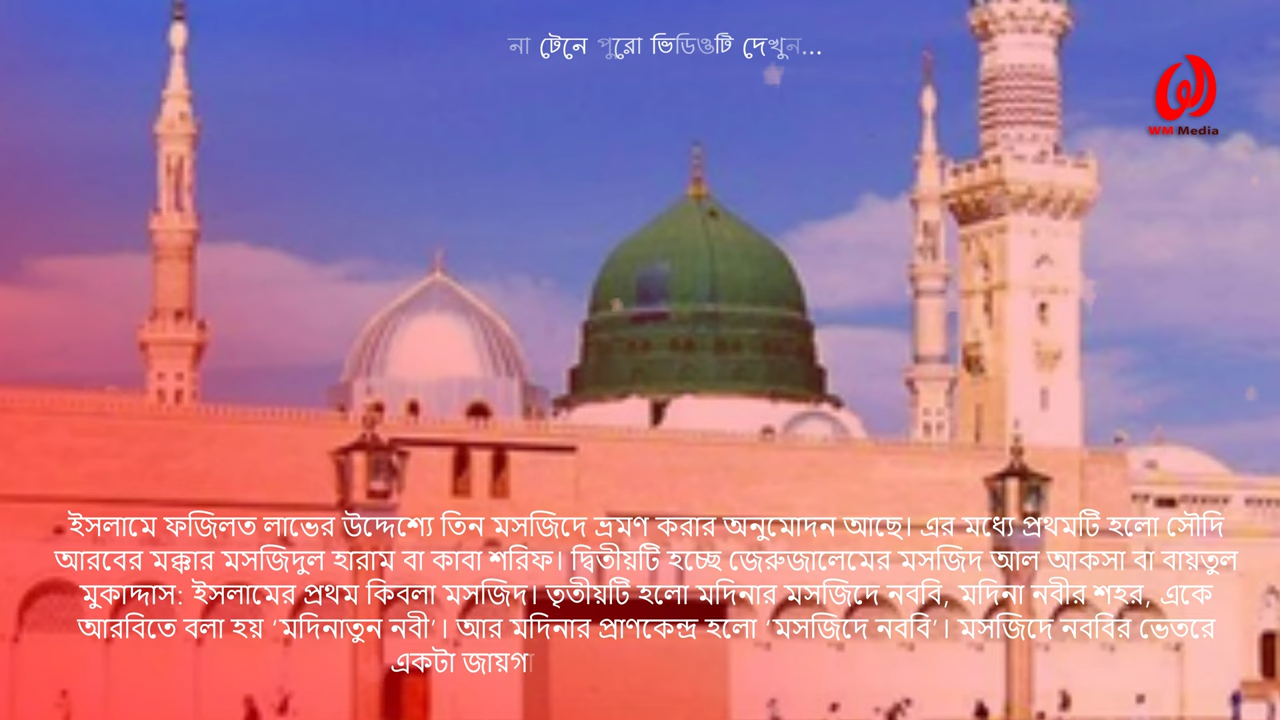 না টেনে পুরো ভিডিওটি দেখুন...
WM Media
ইসলামে ফজিলত লাভের উদ্দেশ্যে তিন মসজিদে ভ্রমণ করার অনুমোদন আছে। এর মধ্যে প্রথমটি হলো সৌদি
আরবের মক্কার মসজিদুল হারাম বা কাবা শরিফ। দ্বিতীয়টি হচ্ছে জেরুজালেমের মসজিদ আল আকসা বা বায়তুল
মুকাদ্দাস: ইসলামের প্রথম কিবলা মসজিদ। তৃতীয়টি হলো মদিনার মসজিদে নববি, মদিনা নবীর শহর, একে
আরবিতে বলা হয় ‘মদিনাতুন নবী’। আর মদিনার প্রাণকেন্দ্র হলো ‘মসজিদে নববি’। মসজিদে নববির ভেতরে
একটা জায়গা